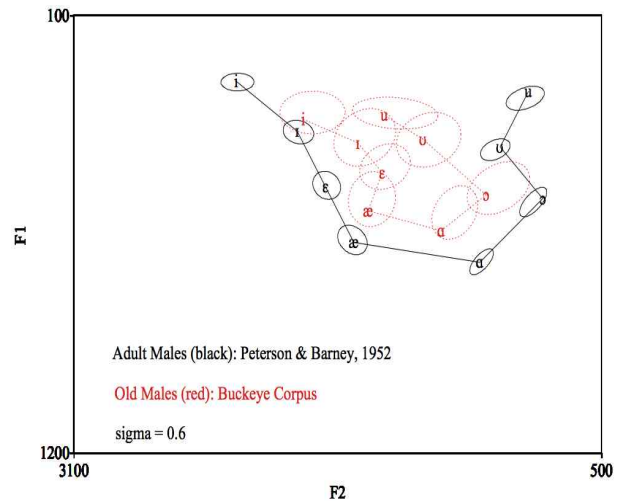 100
i
u
i
u
ɪ
ɪ
ʊ
ʊ
ɛ
ɛ
ɔ
ɔ
æ
ɑ
æ
ɑ
F1
Adult Males (black): Peterson & Barney, 1952
Old Males (red): Buckeye Corpus
sigma = 0.6
1200
3100
500
F2